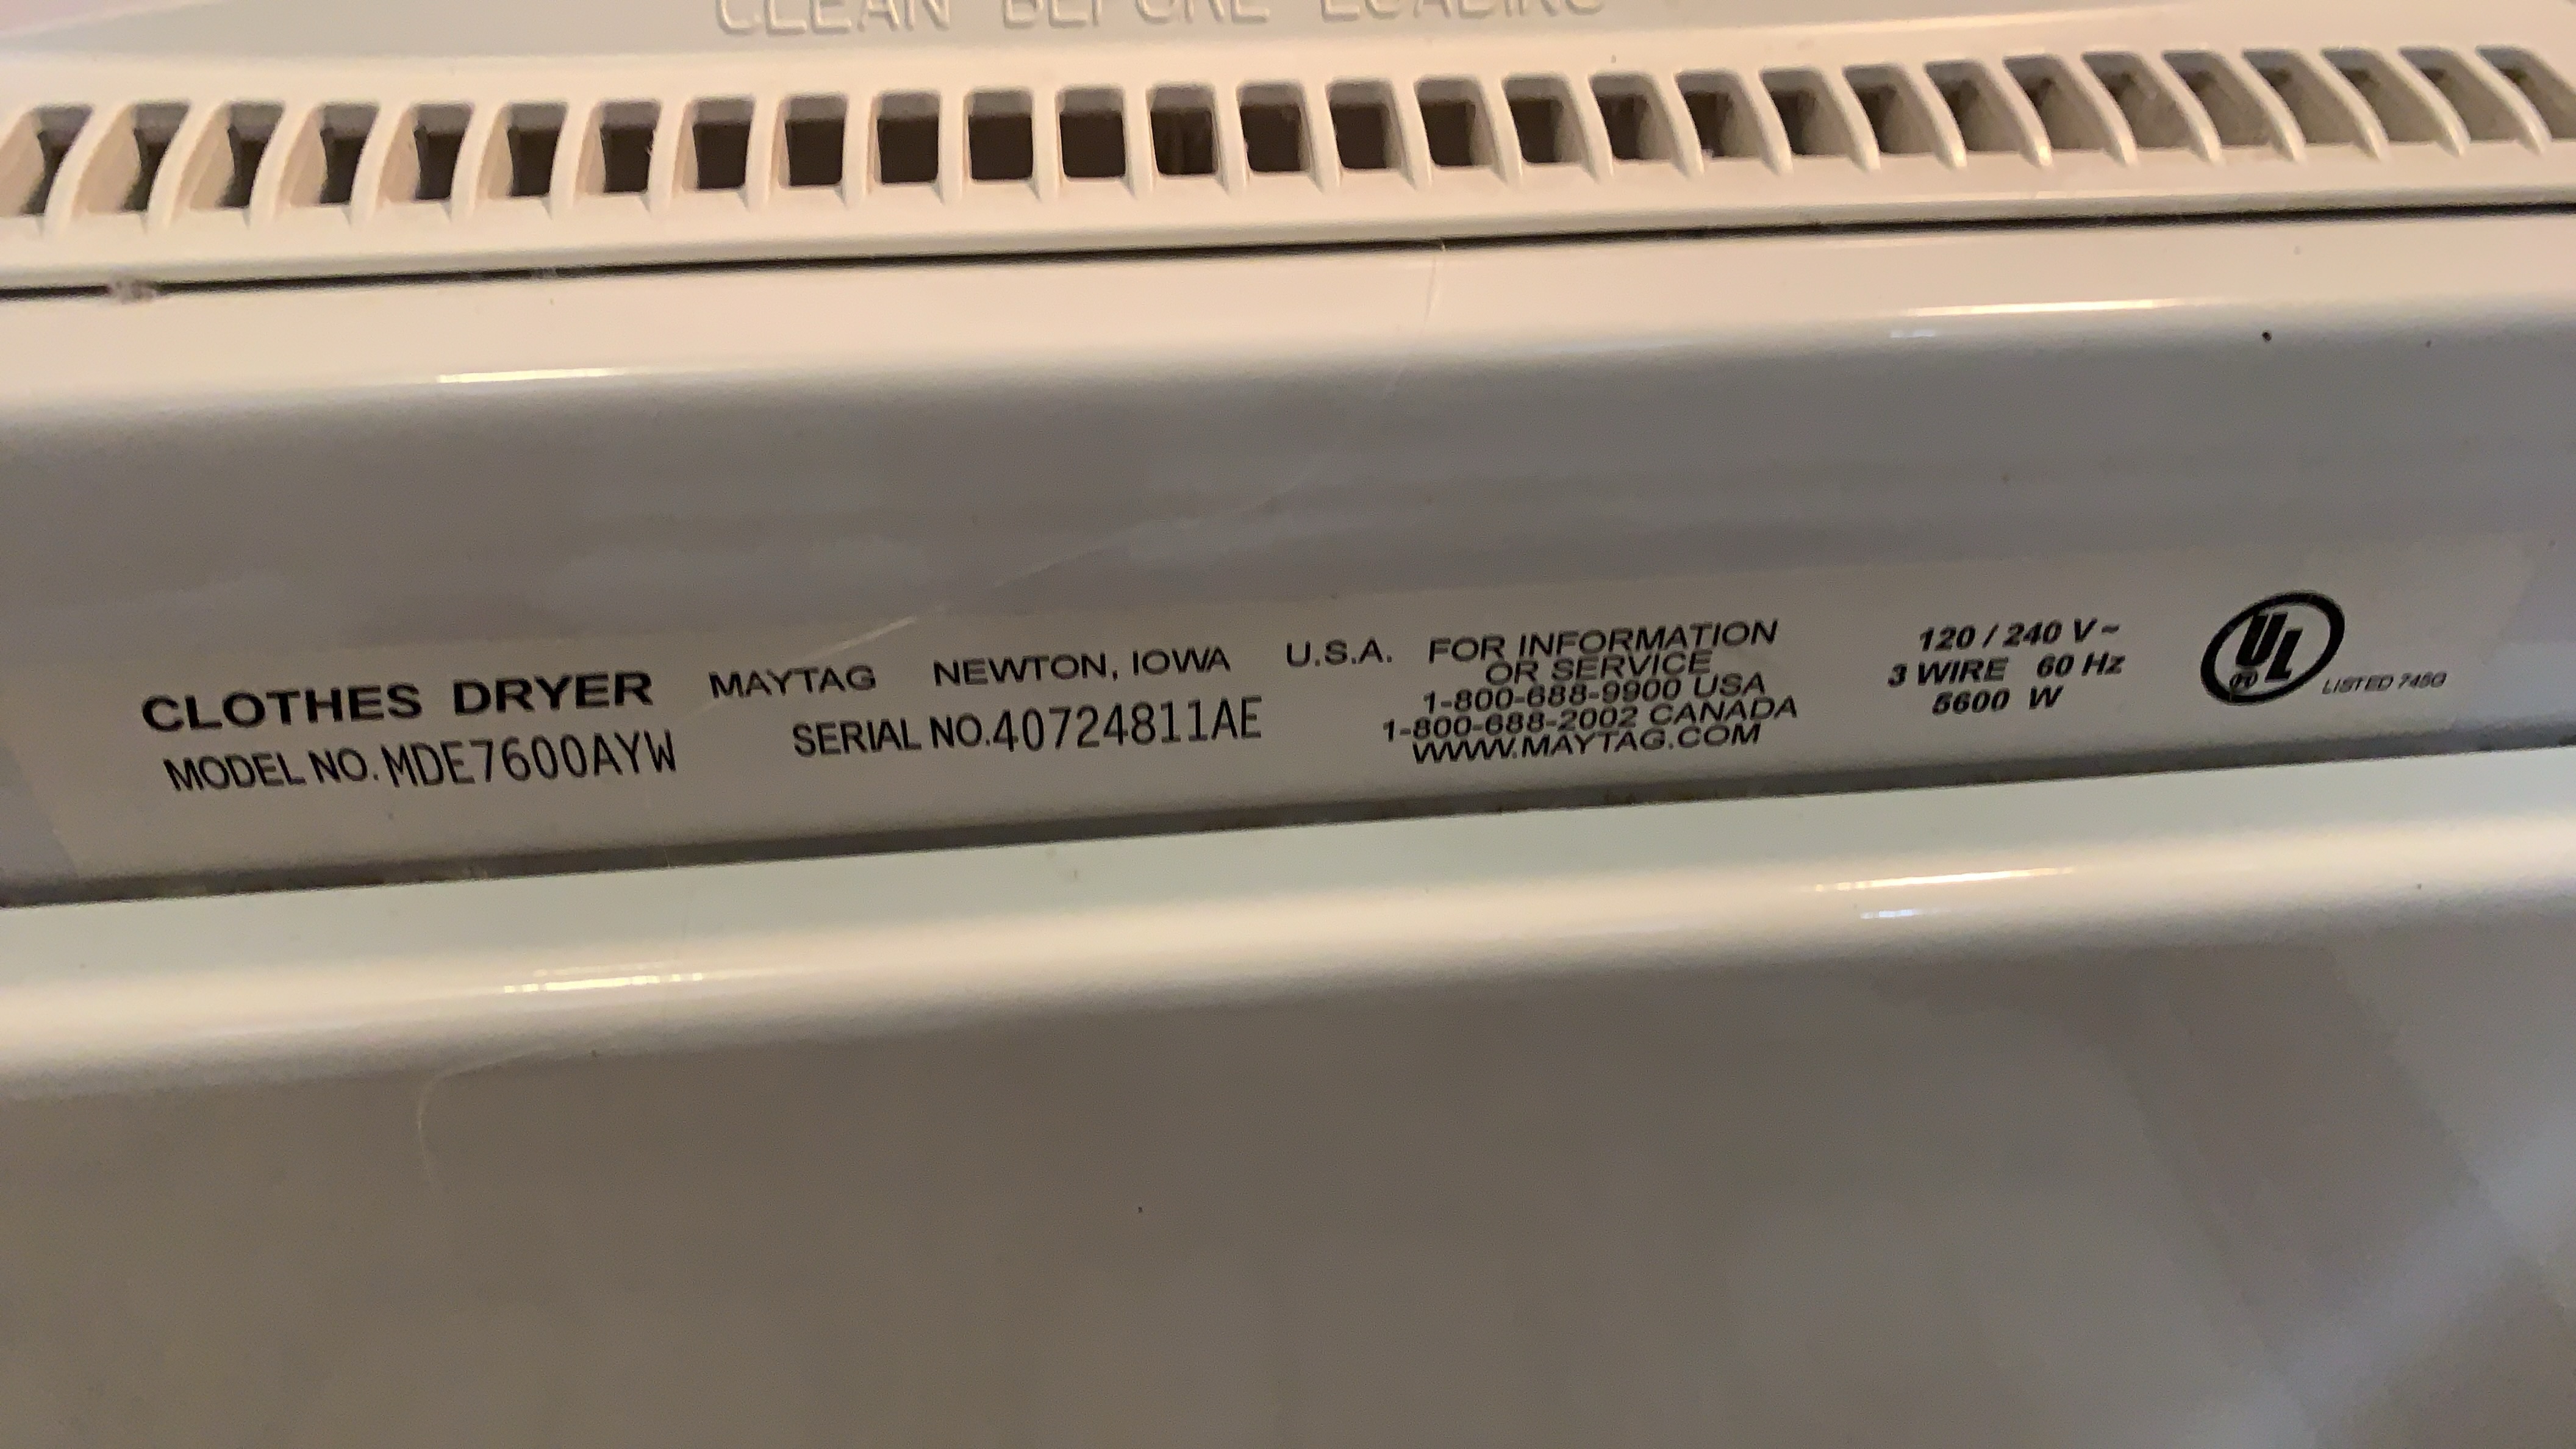 CLEAN BEFORE LOADING
CLOTHES DRYER MAYTAG NEWTON, IOWA U.S.A.
MODEL NO. MDE7600AYW SERIAL NO. 40724811AE
FOR INFORMATION
OR SERVICE
1-800-688-9900 USA
1-800-688-2002 CANADA
WWW.MAYTAG.COM
120 / 240 V ~
3 WIRE 60 Hz
5600 W
UL
LISTED 745G